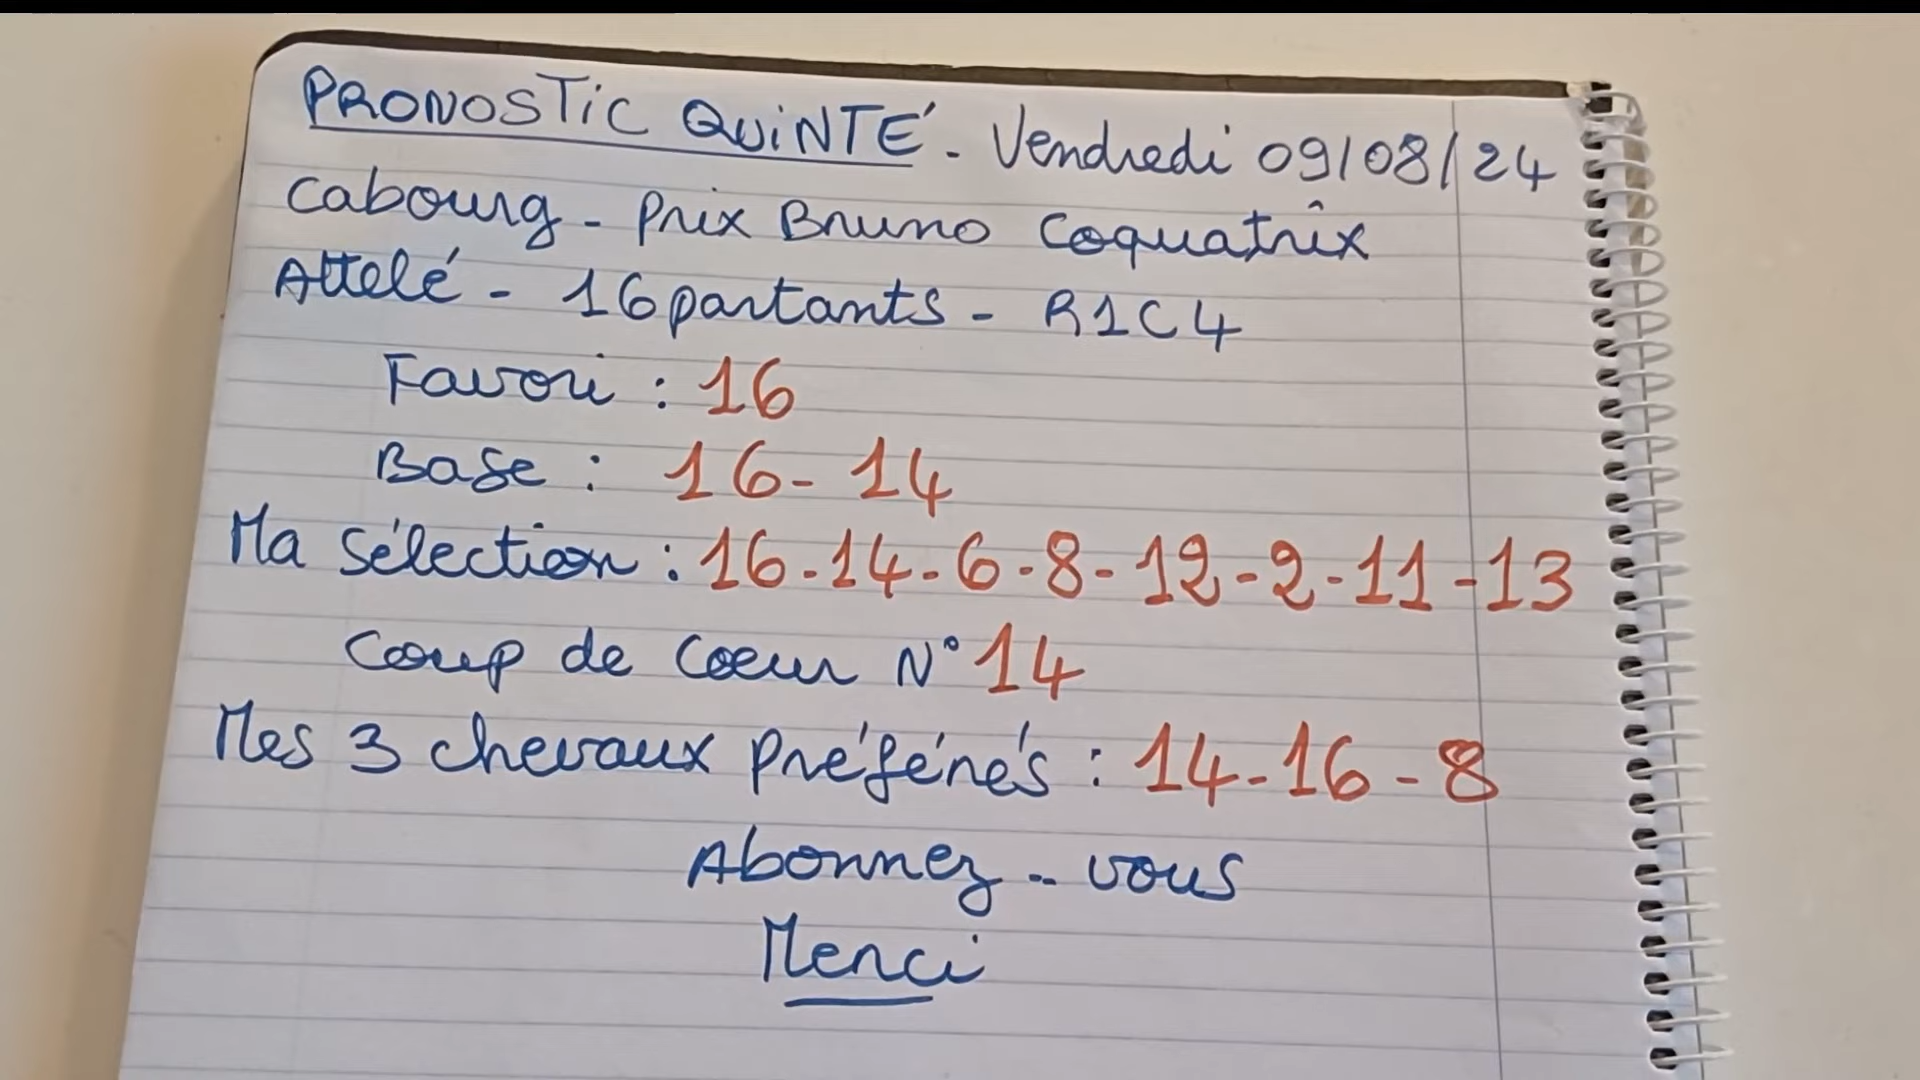 PRONOSTIC QUINTÉ - Vendredi 09/08/24
Cabourg - Prix Bruno Coquatrix
Attelé - 16 partants - R1C4
Favori : 16
Base : 16 - 14
Ma sélection : 16 - 14 - 6 - 8 - 12 - 2 - 11 - 13
Coup de coeur N° 14
Mes 3 chevaux préférés : 14 - 16 - 8
Abonnez - vous
Merci